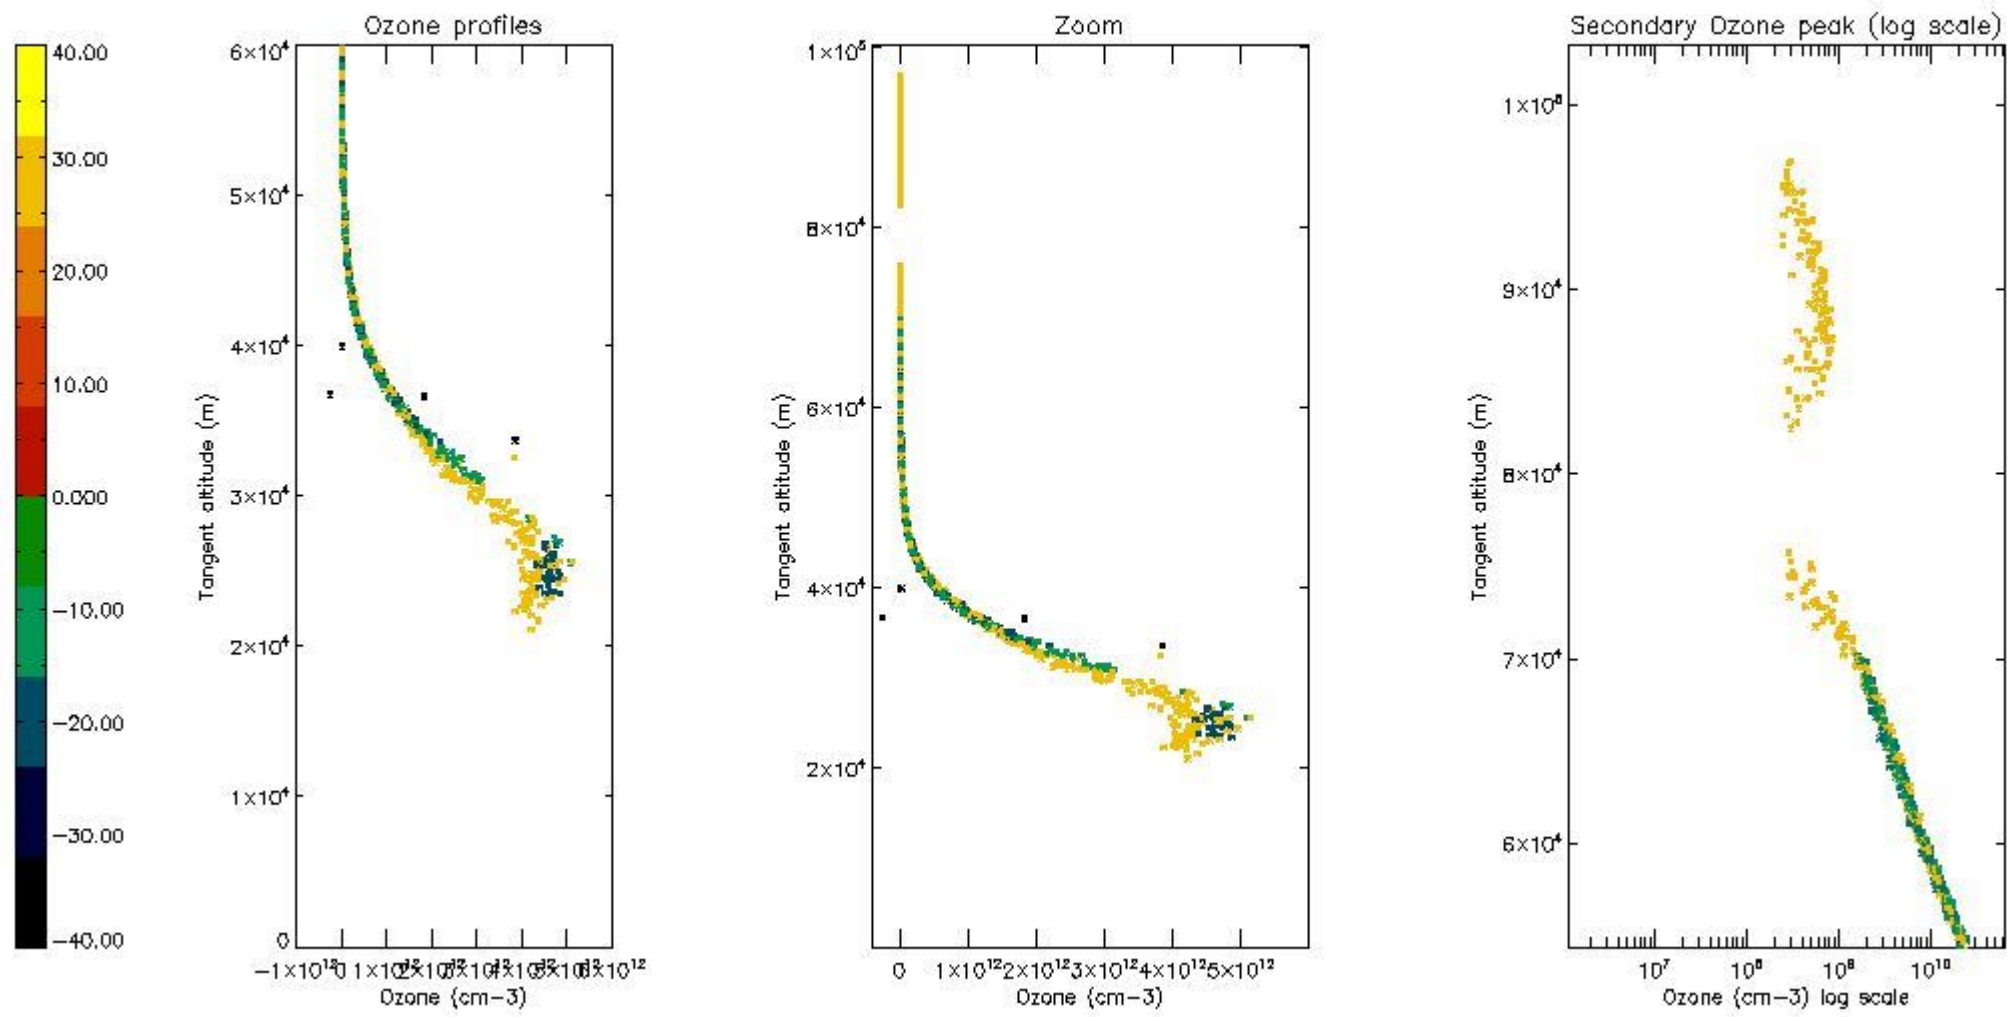 Ozone profiles
Zoom
Secondary Ozone peak (log scale)
40.00
30.00
20.00
10.00
−10.00
−20.00
−30.00
−40.00
6×10⁴
5×10⁴
4×10⁴
3×10⁴
2×10⁴
1×10⁴
0
Tangent altitude (m)
−1×10¹²
0
Ozone (cm−3)
1×10⁵
8×10⁴
6×10⁴
4×10⁴
2×10⁴
Tangent altitude (m)
0 1×10¹² 2×10¹² 3×10¹² 4×10¹² 5×10¹²
Ozone (cm−3)
9×10⁴
8×10⁴
7×10⁴
6×10⁴
Tangent altitude (m)
10⁷ 10⁸ 10⁹ 10¹⁰
Ozone (cm−3) log scale